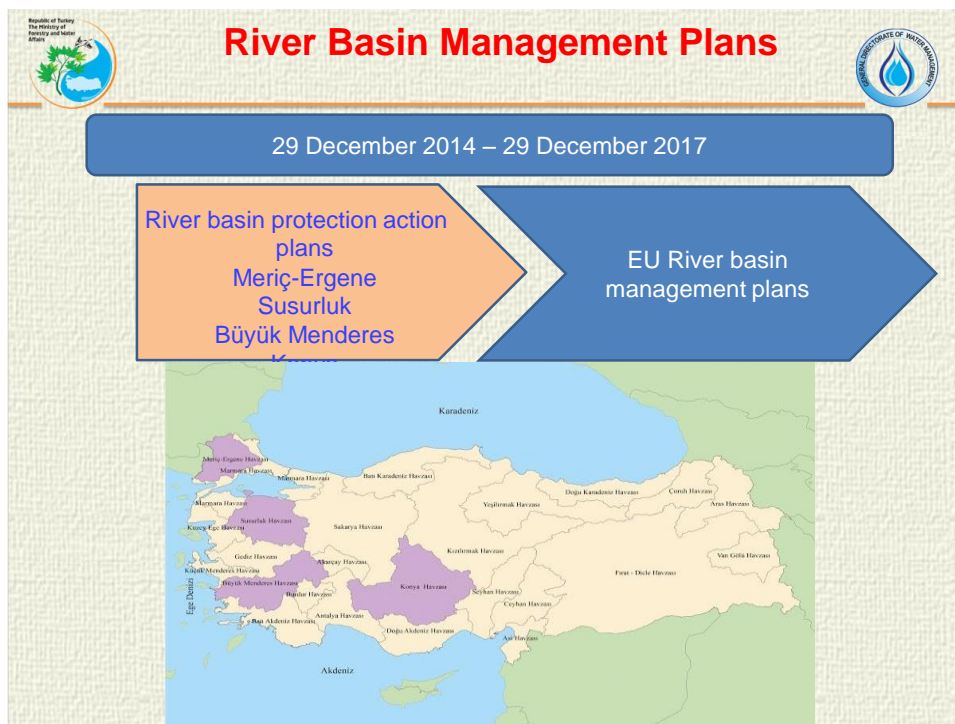 Republic of Turkey
The Ministry of
Forestry and Water
Affairs
River Basin Management Plans
GENERAL DIRECTORATE OF WATER MANAGEMENT
29 December 2014 – 29 December 2017
River basin protection action
plans
Meriç-Ergene
Susurluk
Büyük Menderes
EU River basin
management plans
Karadeniz
Meriç-Ergene Havzası
Marmara Havzası
Marmara Havzası
Batı Karadeniz Havzası
Doğu Karadeniz Havzası
Çoruh Havzası
Aras Havzası
Yeşilırmak Havzası
Marmara Havzası
Susurluk Havzası
Sakarya Havzası
Kuzey Ege Havzası
Kızılırmak Havzası
Van Gölü Havzası
Gediz Havzası
Akarçay Havzası
Fırat - Dicle Havzası
Küçük Menderes Havzası
Büyük Menderes Havzası
Konya Havzası
Seyhan Havzası
Burdur Havzası
Ceyhan Havzası
Ege Denizi
Antalya Havzası
Batı Akdeniz Havzası
Doğu Akdeniz Havzası
Asi Havzası
Akdeniz